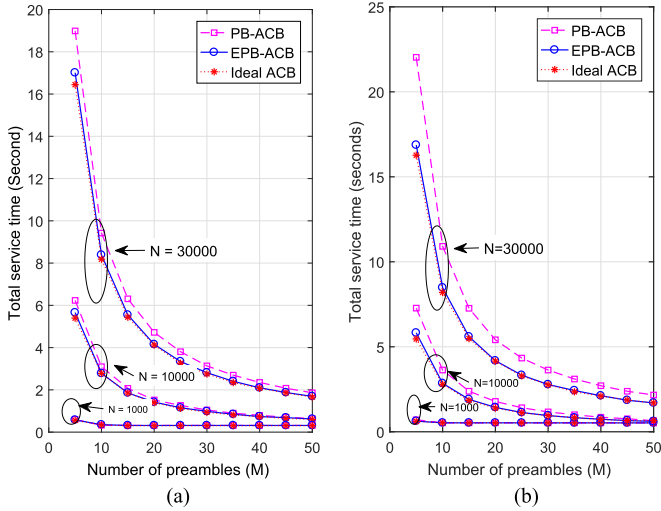 20
18
16
14
12
10
8
6
4
2
0
Total service time (Second)
PB-ACB
EPB-ACB
Ideal ACB
N = 30000
N = 10000
N = 1000
0 10 20 30 40 50
Number of preambles (M)
(a)
25
20
15
10
5
0
Total service time (seconds)
PB-ACB
EPB-ACB
Ideal ACB
N=30000
N=10000
N=1000
0 10 20 30 40 50
Number of preambles (M)
(b)